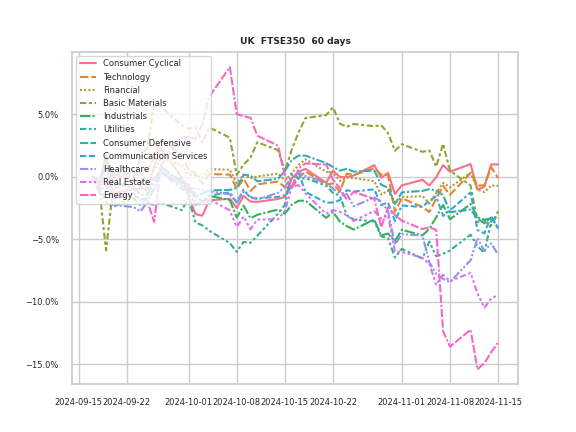 UK  FTSE350  60 days
Consumer Cyclical
Technology
Financial
Basic Materials
Industrials
Utilities
Consumer Defensive
Communication Services
Healthcare
Real Estate
Energy
5.0%
0.0%
−5.0%
−10.0%
−15.0%
2024-09-15 2024-09-22 2024-10-01 2024-10-08 2024-10-15 2024-10-22 2024-11-01 2024-11-08 2024-11-15